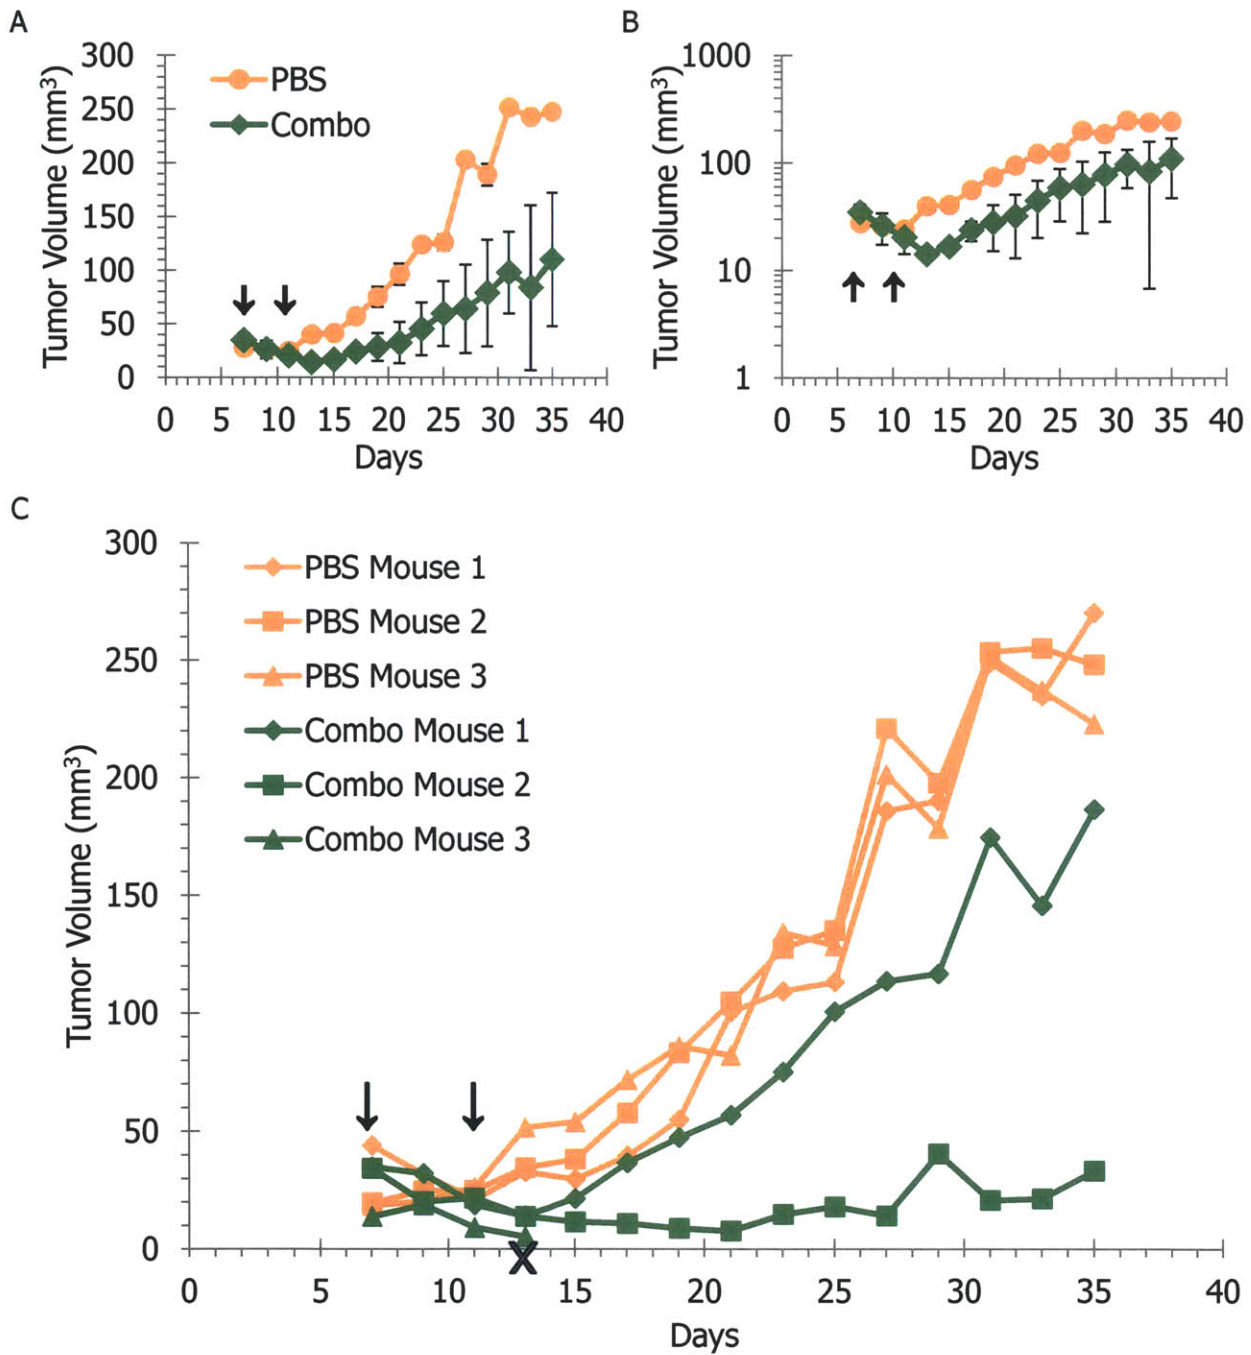 A
300
250
200
150
100
50
0
Tumor Volume (mm³)
PBS
Combo
0 5 10 15 20 25 30 35 40
Days
B
1000
100
10
1
Tumor Volume (mm³)
0 5 10 15 20 25 30 35 40
Days
C
300
250
200
150
100
50
0
Tumor Volume (mm³)
PBS Mouse 1
PBS Mouse 2
PBS Mouse 3
Combo Mouse 1
Combo Mouse 2
Combo Mouse 3
X
0 5 10 15 20 25 30 35 40
Days